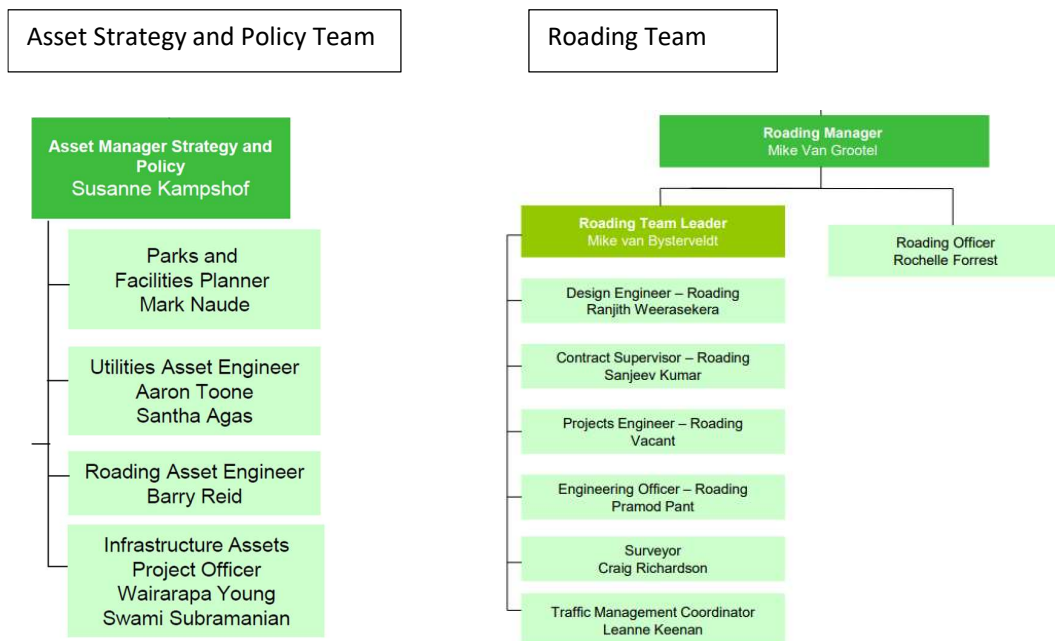 Asset Strategy and Policy Team
Roading Team
Asset Manager Strategy and
Policy
Susanne Kampshof
Parks and
Facilities Planner
Mark Naude
Utilities Asset Engineer
Aaron Toone
Santha Agas
Roading Asset Engineer
Barry Reid
Infrastructure Assets
Project Officer
Wairarapa Young
Swami Subramanian
Roading Manager
Mike Van Grootel
Roading Team Leader
Mike van Bysterveldt
Roading Officer
Rochelle Forrest
Design Engineer – Roading
Ranjith Weerasekera
Contract Supervisor – Roading
Sanjeev Kumar
Projects Engineer – Roading
Vacant
Engineering Officer – Roading
Pramod Pant
Surveyor
Craig Richardson
Traffic Management Coordinator
Leanne Keenan